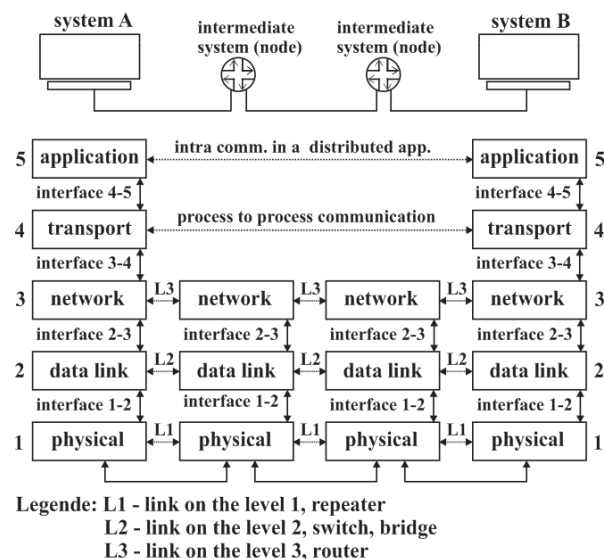 system A
intermediate
system (node)
intermediate
system (node)
system B
5 application intra comm. in a distributed app. application 5
interface 4-5 interface 4-5
4 transport process to process communication transport 4
interface 3-4 interface 3-4
3 network L3 network L3 network L3 network 3
interface 2-3 interface 2-3 interface 2-3 interface 2-3
2 data link L2 data link L2 data link L2 data link 2
interface 1-2 interface 1-2 interface 1-2 interface 1-2
1 physical L1 physical L1 physical L1 physical 1
Legende: L1 - link on the level 1, repeater
L2 - link on the level 2, switch, bridge
L3 - link on the level 3, router